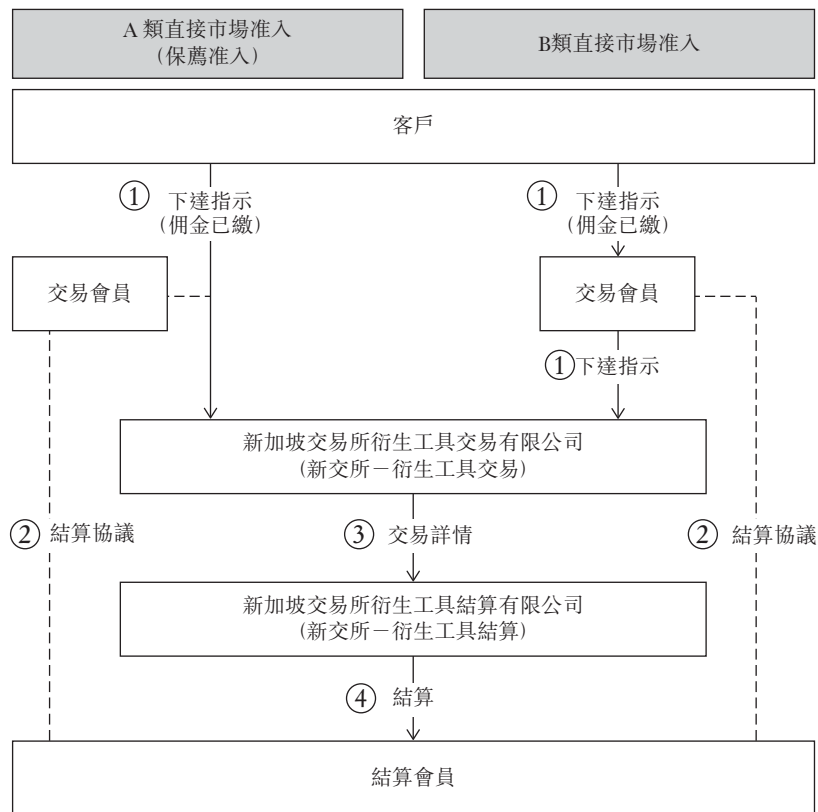 A 類直接市場准入
(保薦准入)
B類直接市場准入
客戶
① 下達指示
(佣金已繳)
① 下達指示
(佣金已繳)
交易會員
交易會員
①下達指示
新加坡交易所衍生工具交易有限公司
(新交所－衍生工具交易)
② 結算協議
③ 交易詳情
② 結算協議
新加坡交易所衍生工具結算有限公司
(新交所－衍生工具結算)
④ 結算
結算會員